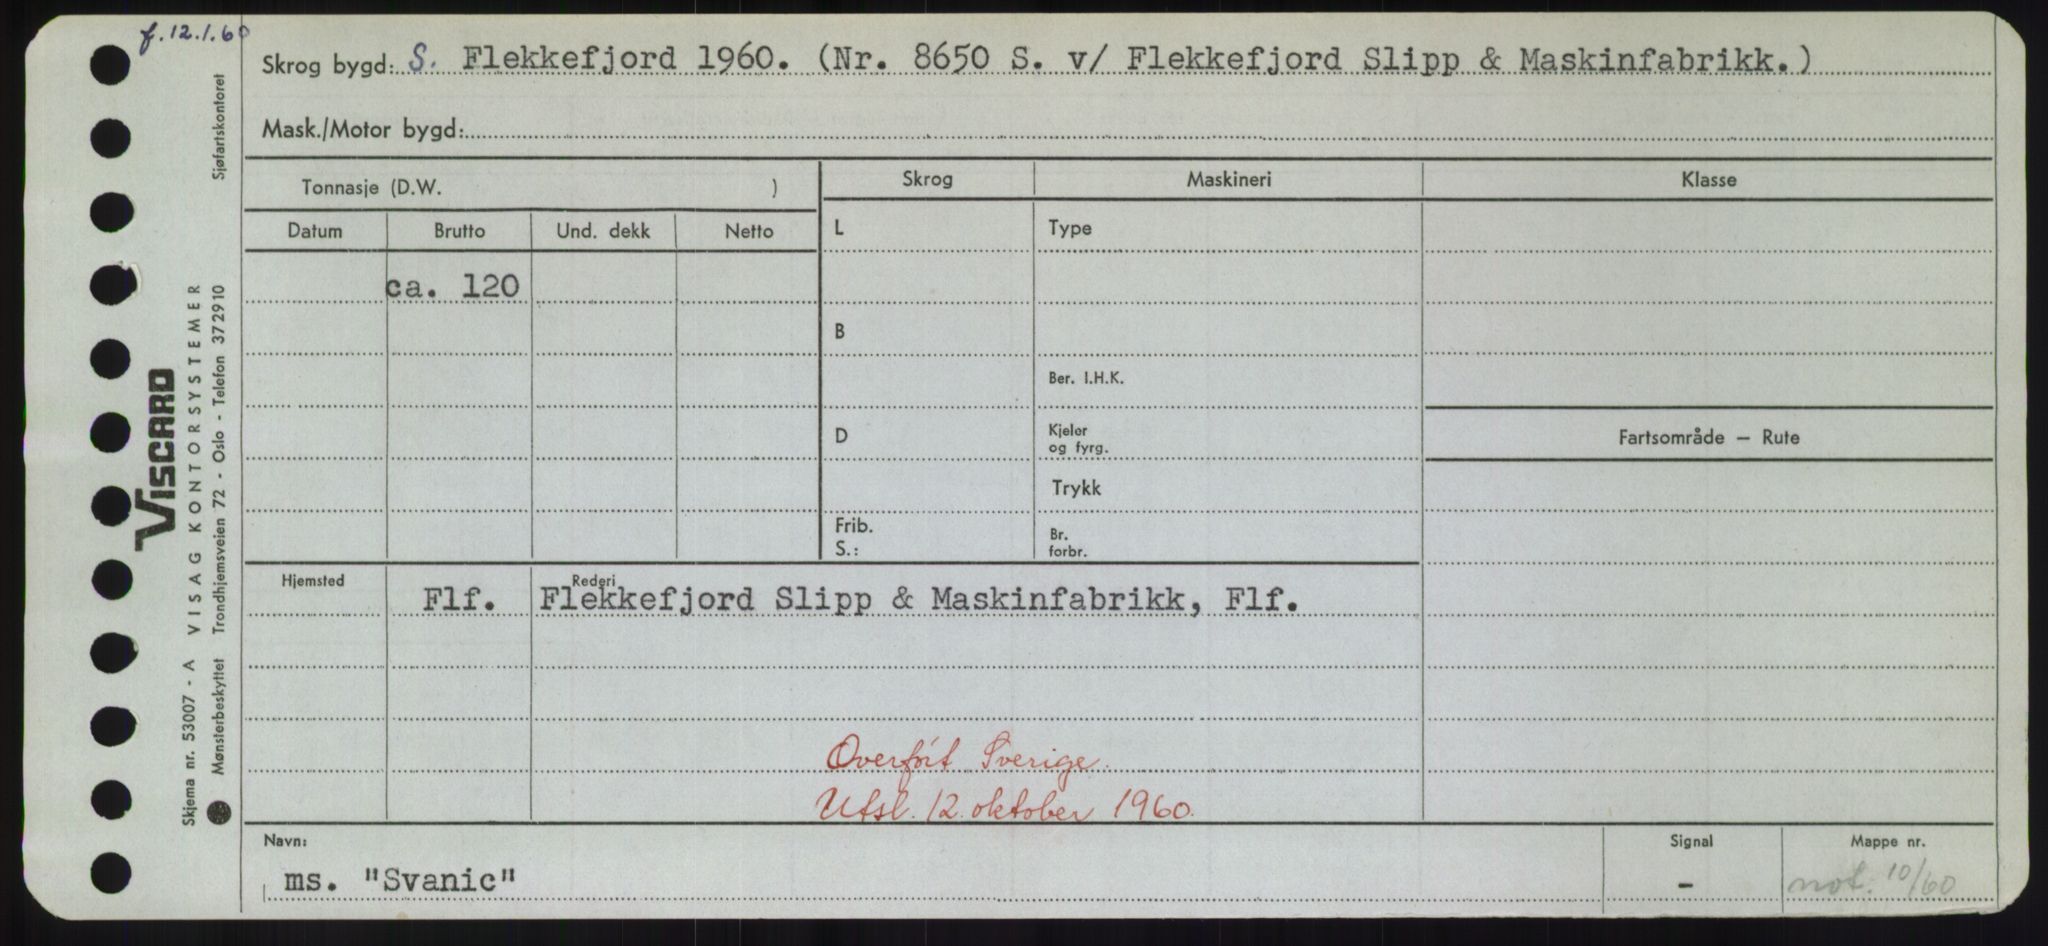 f. 12.1.60
Skrog bygd: S. Flekkefjord 1960. (Nr. 8650 S. v/ Flekkefjord Slipp & Maskinfabrikk.)
Mask./Motor bygd:
Tonnasje (D.W. )
Skrog Maskineri Klasse
Datum Brutto Und. dekk Netto
L Type
ca. 120
B
Ber. I.H.K.
D Kjeler og fyrg.
Fartsområde — Rute
Trykk
Frib. S.: Br. forbr.
Hjemsted Rederi
Flf. Flekkefjord Slipp & Maskinfabrikk, Flf.
Overfört Sverige.
Utsl. 12. oktober 1960.
Navn: Signal Mappe nr.
ms. "Svanic" - not. 10/60
VISCARD
Skjema nr. 53007 - A VISAG KONTORSYSTEMER
Mønsterbeskyttet Trondhjemsveien 72 - Oslo - Telefon 372910 Sjøfartskontoret